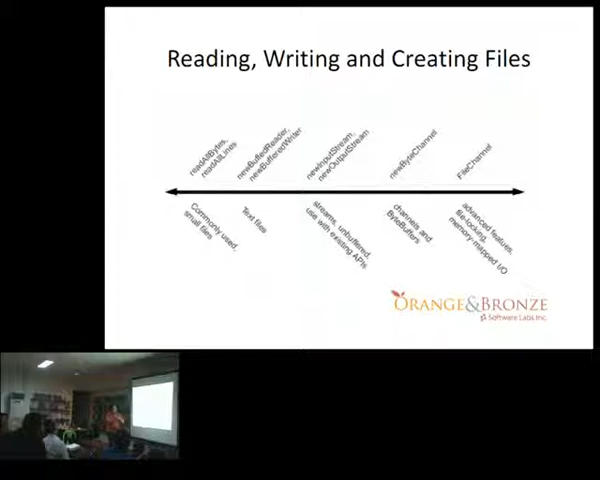 Reading, Writing and Creating Files
readAllBytes,
readAllLines
newBuffedReader,
newBufferedWriter
newInputStream,
newOutputStream
newByteChannel
FileChannel
Commonly used,
small files
Text files
streams, unbuffered,
use with existing APIs
channels and
ByteBuffers
advanced features,
file-locking,
memory-mapped I/O
ORANGE&BRONZE
Software Labs Inc.